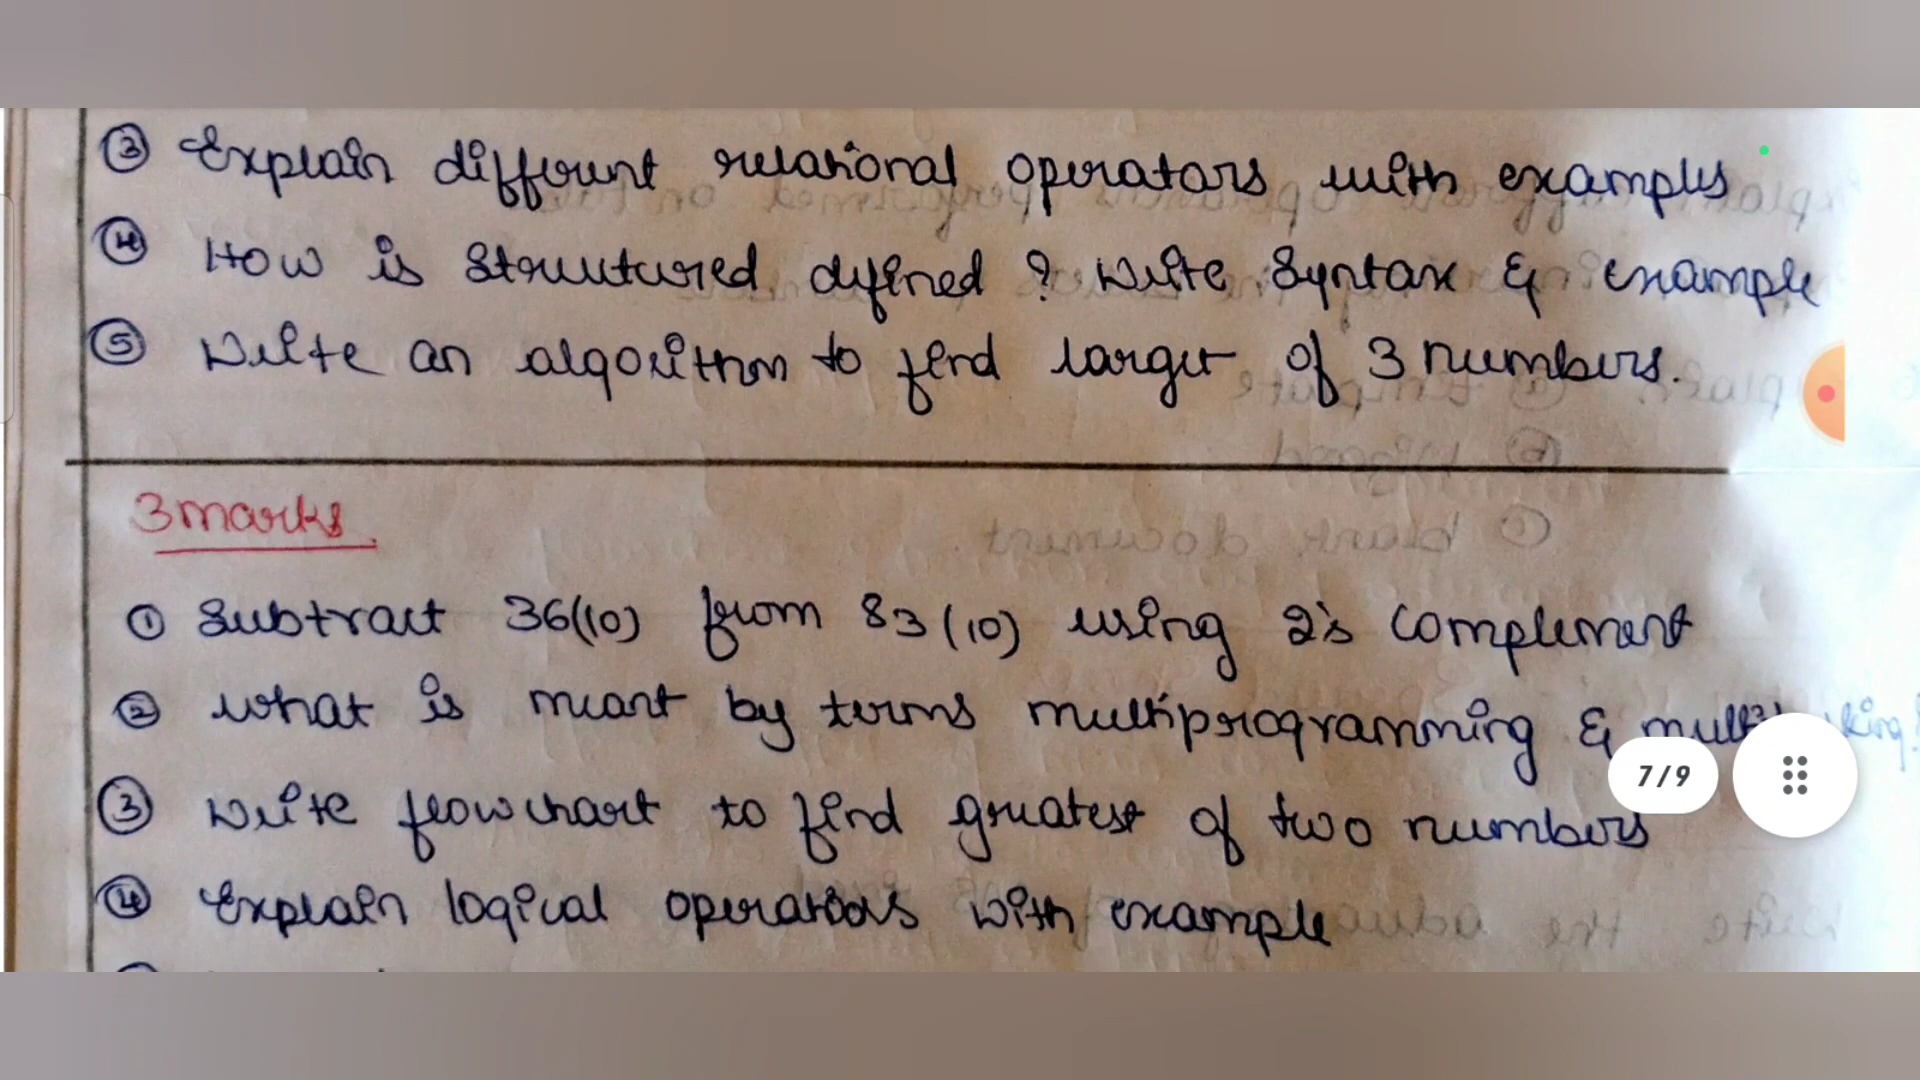 ③ Explain different relational operators with examples
④ How is structured defined ? Write Syntax & example
⑤ Write an algorithm to find larger of 3 numbers.
3 marks.
① Subtract 36(10) from 83 (10) using 2's complement
② what is meant by terms multiprogramming &
7/9
③ Write flowchart to find greatest of two numbers
④ Explain logical operators with example